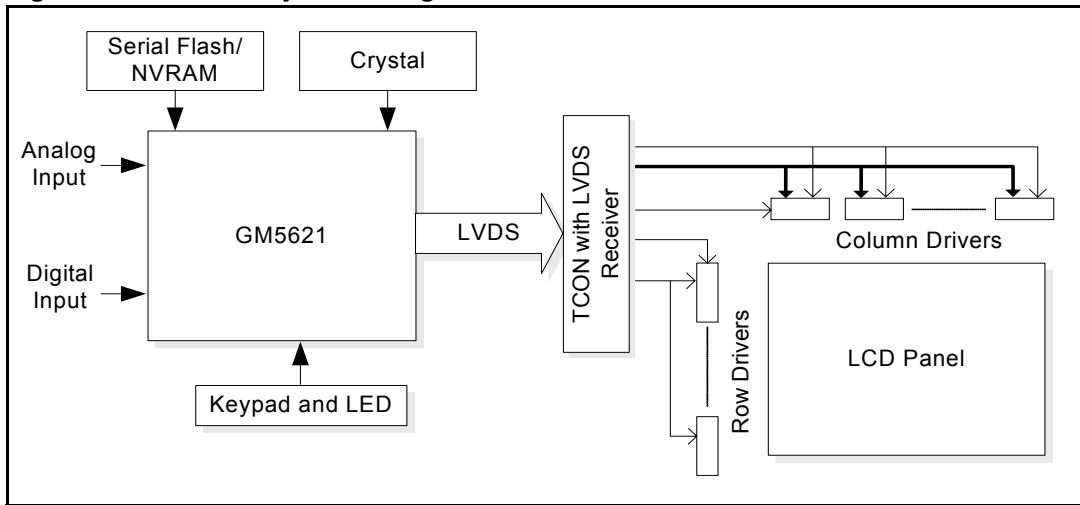 Serial Flash/
NVRAM
Crystal
Analog
Input
GM5621
LVDS
TCON with LVDS
Receiver
Column Drivers
Digital
Input
Row Drivers
LCD Panel
Keypad and LED